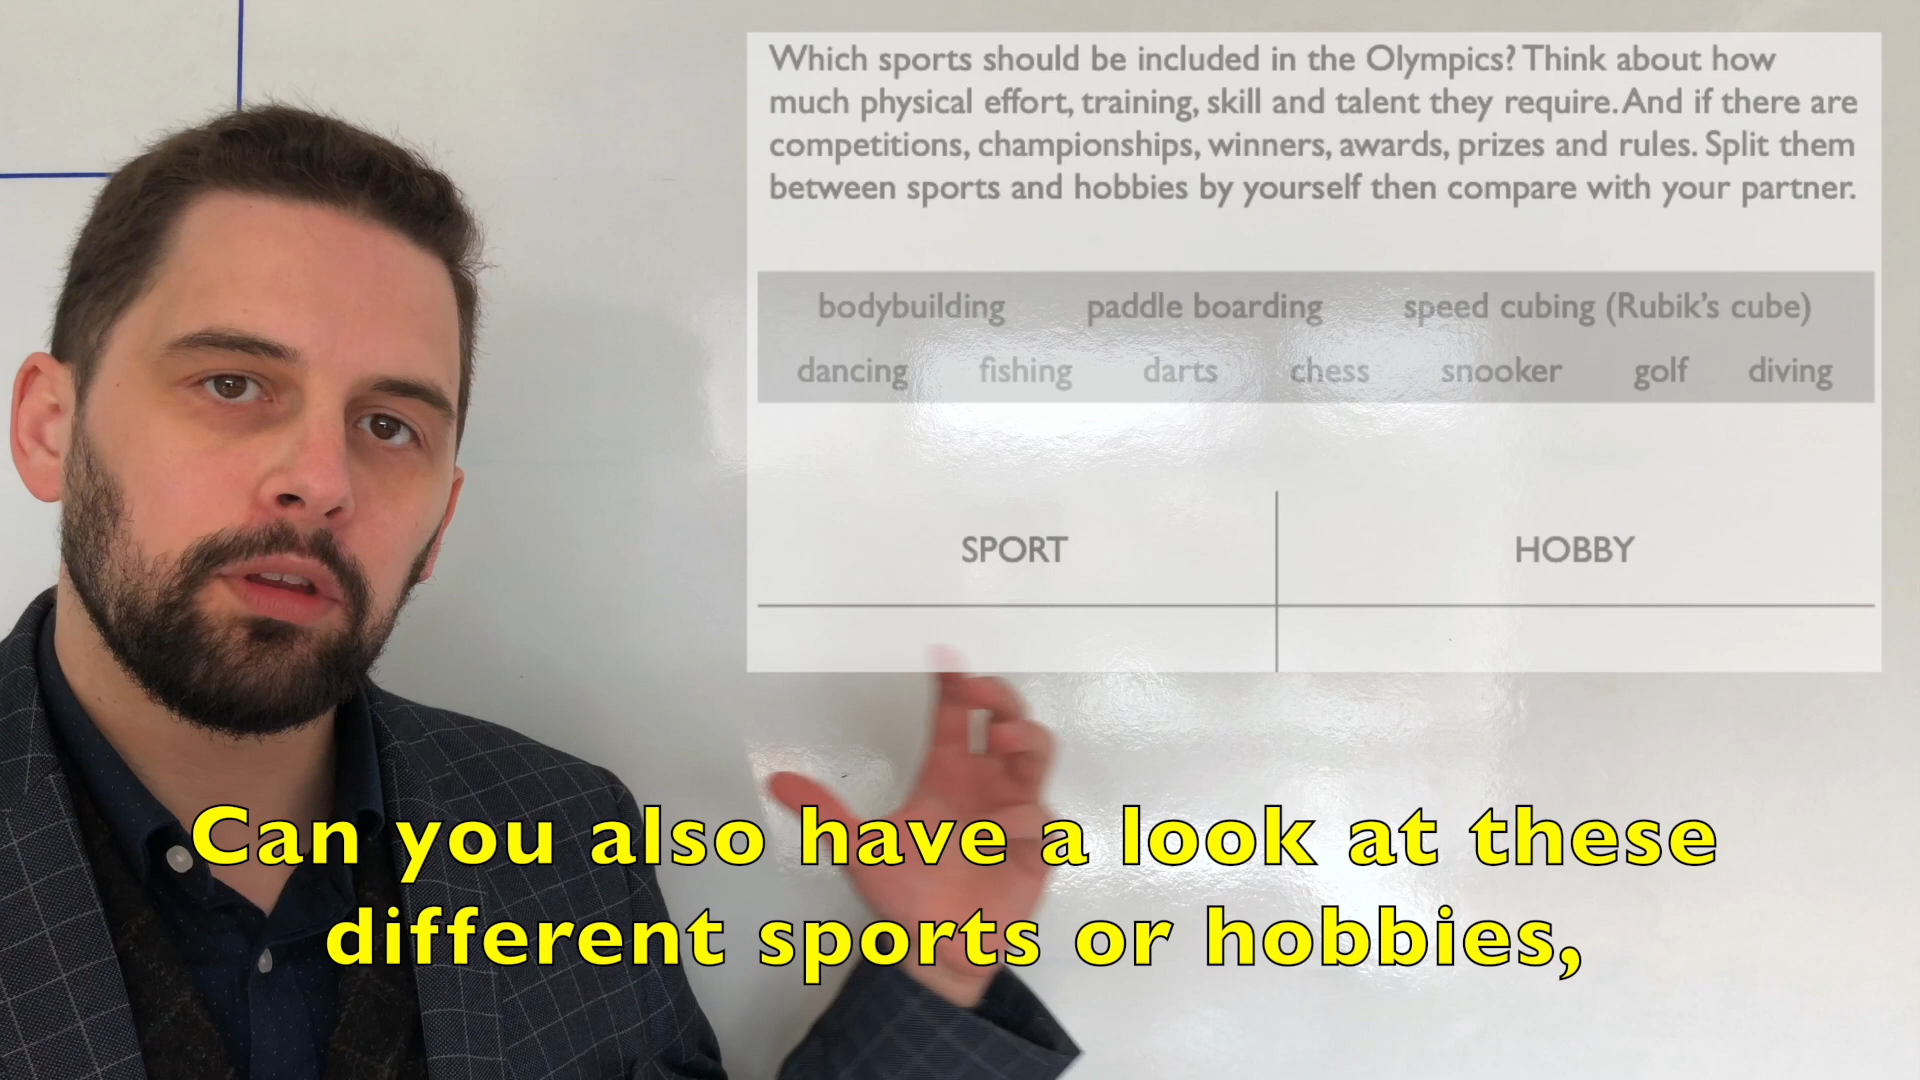 Which sports should be included in the Olympics? Think about how
much physical effort, training, skill and talent they require. And if there are
competitions, championships, winners, awards, prizes and rules. Split them
between sports and hobbies by yourself then compare with your partner.
bodybuilding paddle boarding speed cubing (Rubik's cube)
dancing fishing darts chess snooker golf diving
SPORT HOBBY
Can you also have a look at these
different sports or hobbies,